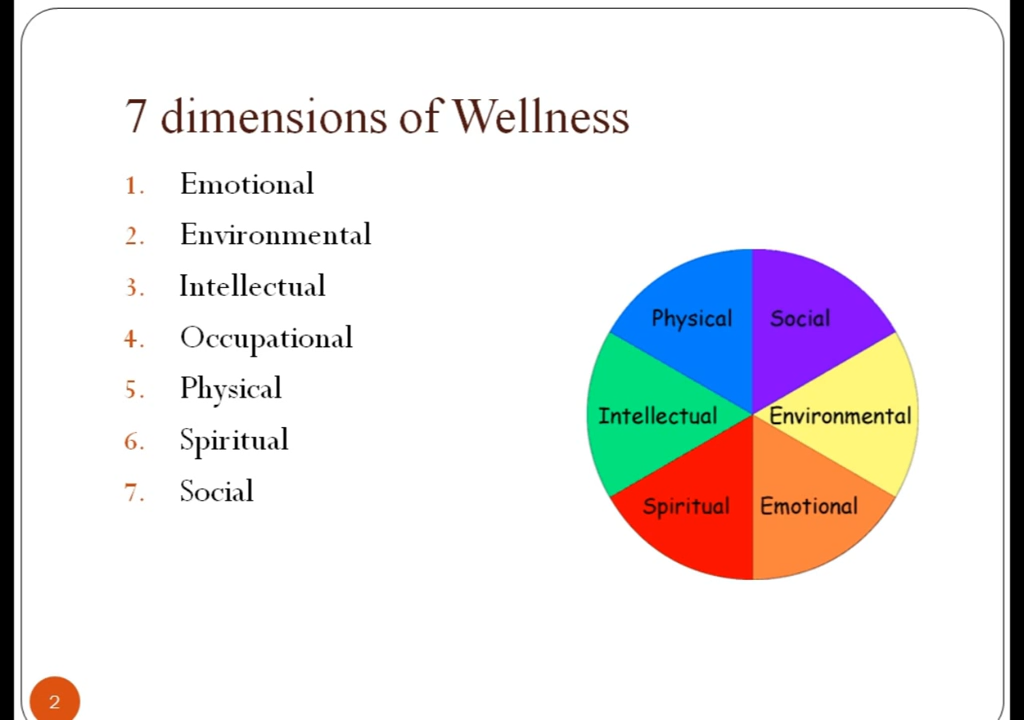 7 dimensions of Wellness
1. Emotional
2. Environmental
3. Intellectual
4. Occupational
5. Physical
6. Spiritual
7. Social
Physical
Social
Intellectual
Environmental
Spiritual
Emotional
2